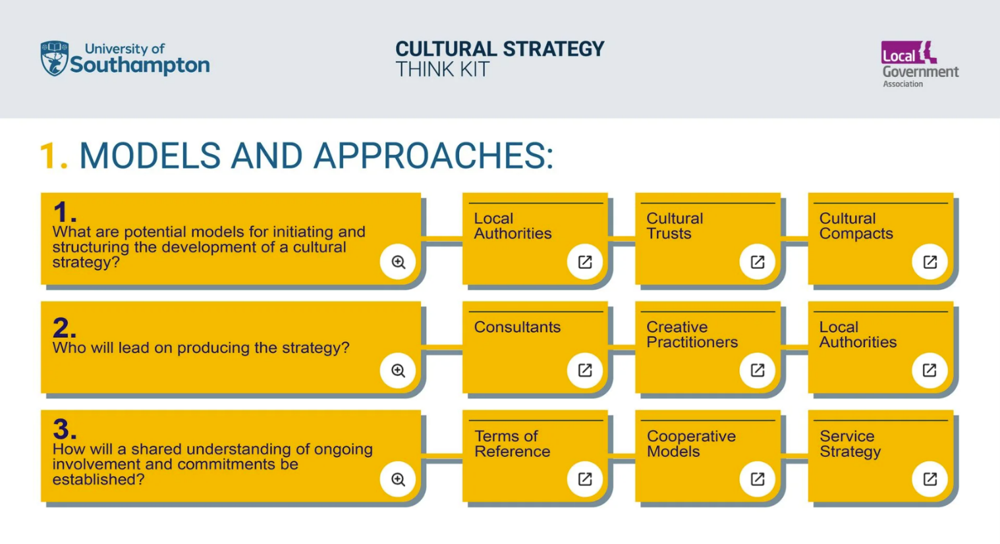 University of
Southampton
CULTURAL STRATEGY
THINK KIT
Local
Government
Association
1. MODELS AND APPROACHES:
1.
What are potential models for initiating and
structuring the development of a cultural
strategy?
Local
Authorities
Cultural
Trusts
Cultural
Compacts
2.
Who will lead on producing the strategy?
Consultants
Creative
Practitioners
Local
Authorities
3.
How will a shared understanding of ongoing
involvement and commitments be
established?
Terms of
Reference
Cooperative
Models
Service
Strategy